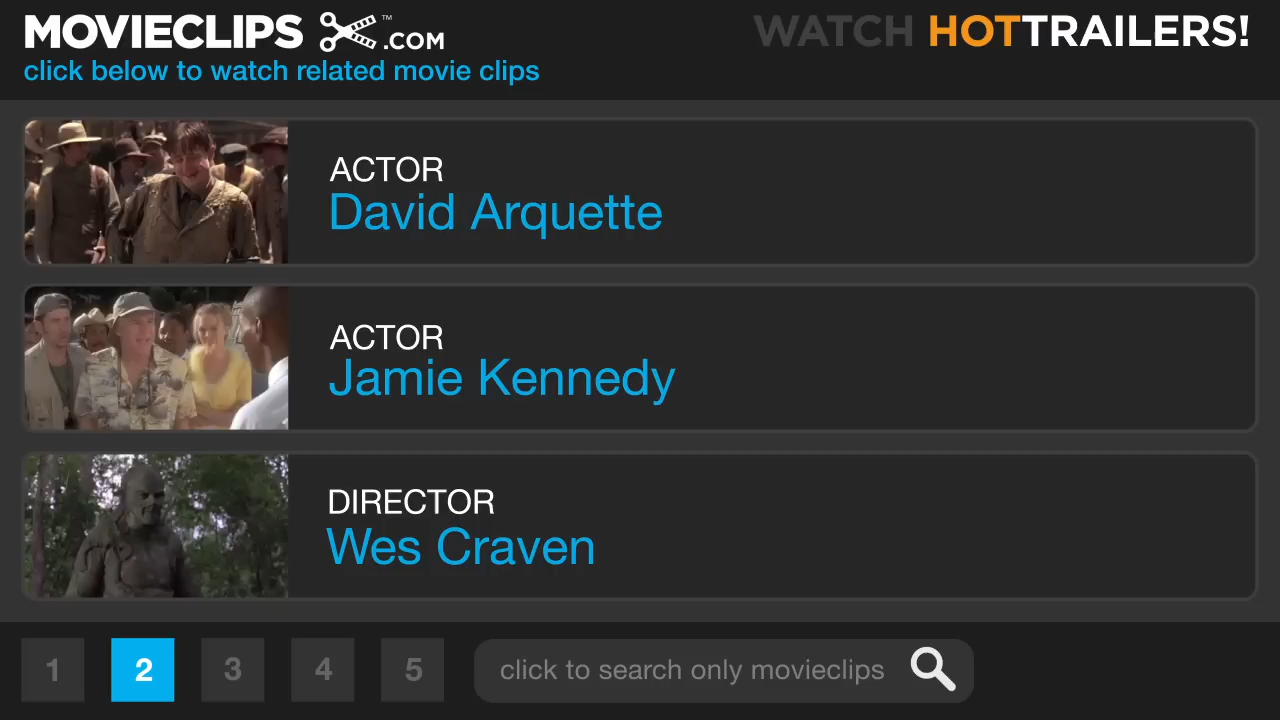 MOVIECLIPS ™ .COM
WATCH HOTTRAILERS!
click below to watch related movie clips
ACTOR
David Arquette
ACTOR
Jamie Kennedy
DIRECTOR
Wes Craven
1 2 3 4 5 click to search only movieclips